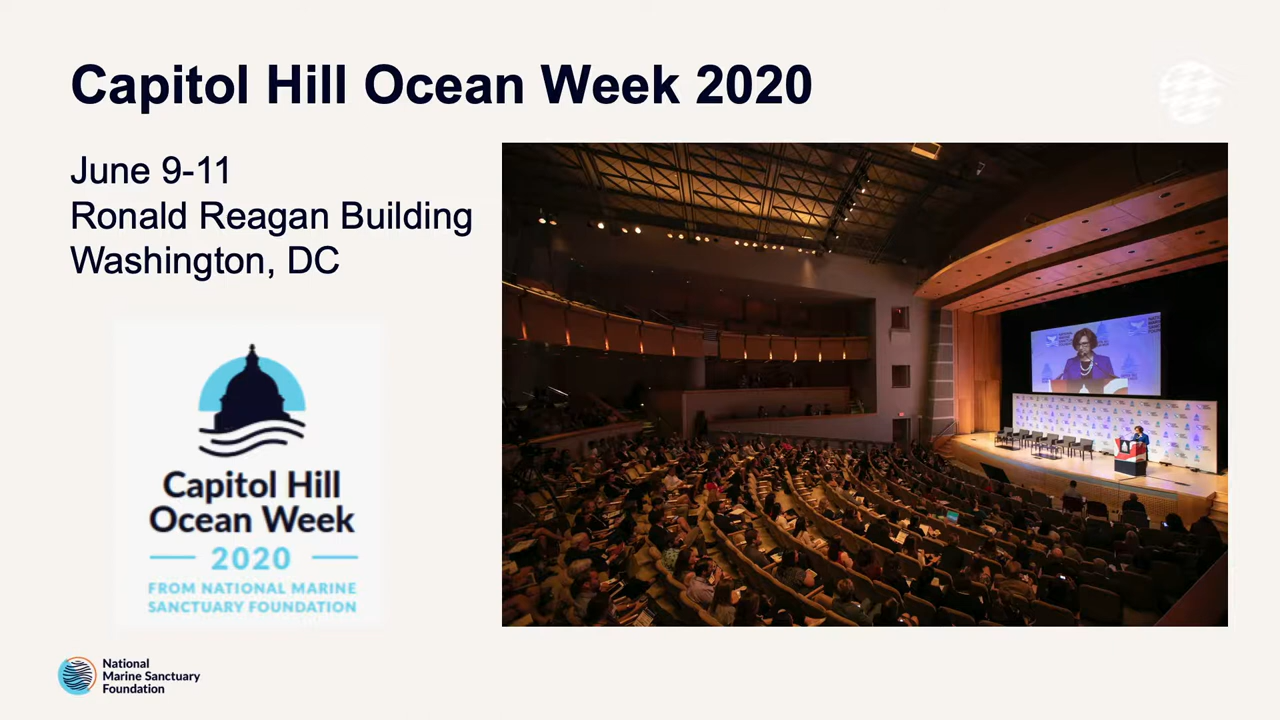 Capitol Hill Ocean Week 2020
June 9-11
Ronald Reagan Building
Washington, DC
Capitol Hill
Ocean Week
2020
FROM NATIONAL MARINE
SANCTUARY FOUNDATION
National
Marine Sanctuary
Foundation